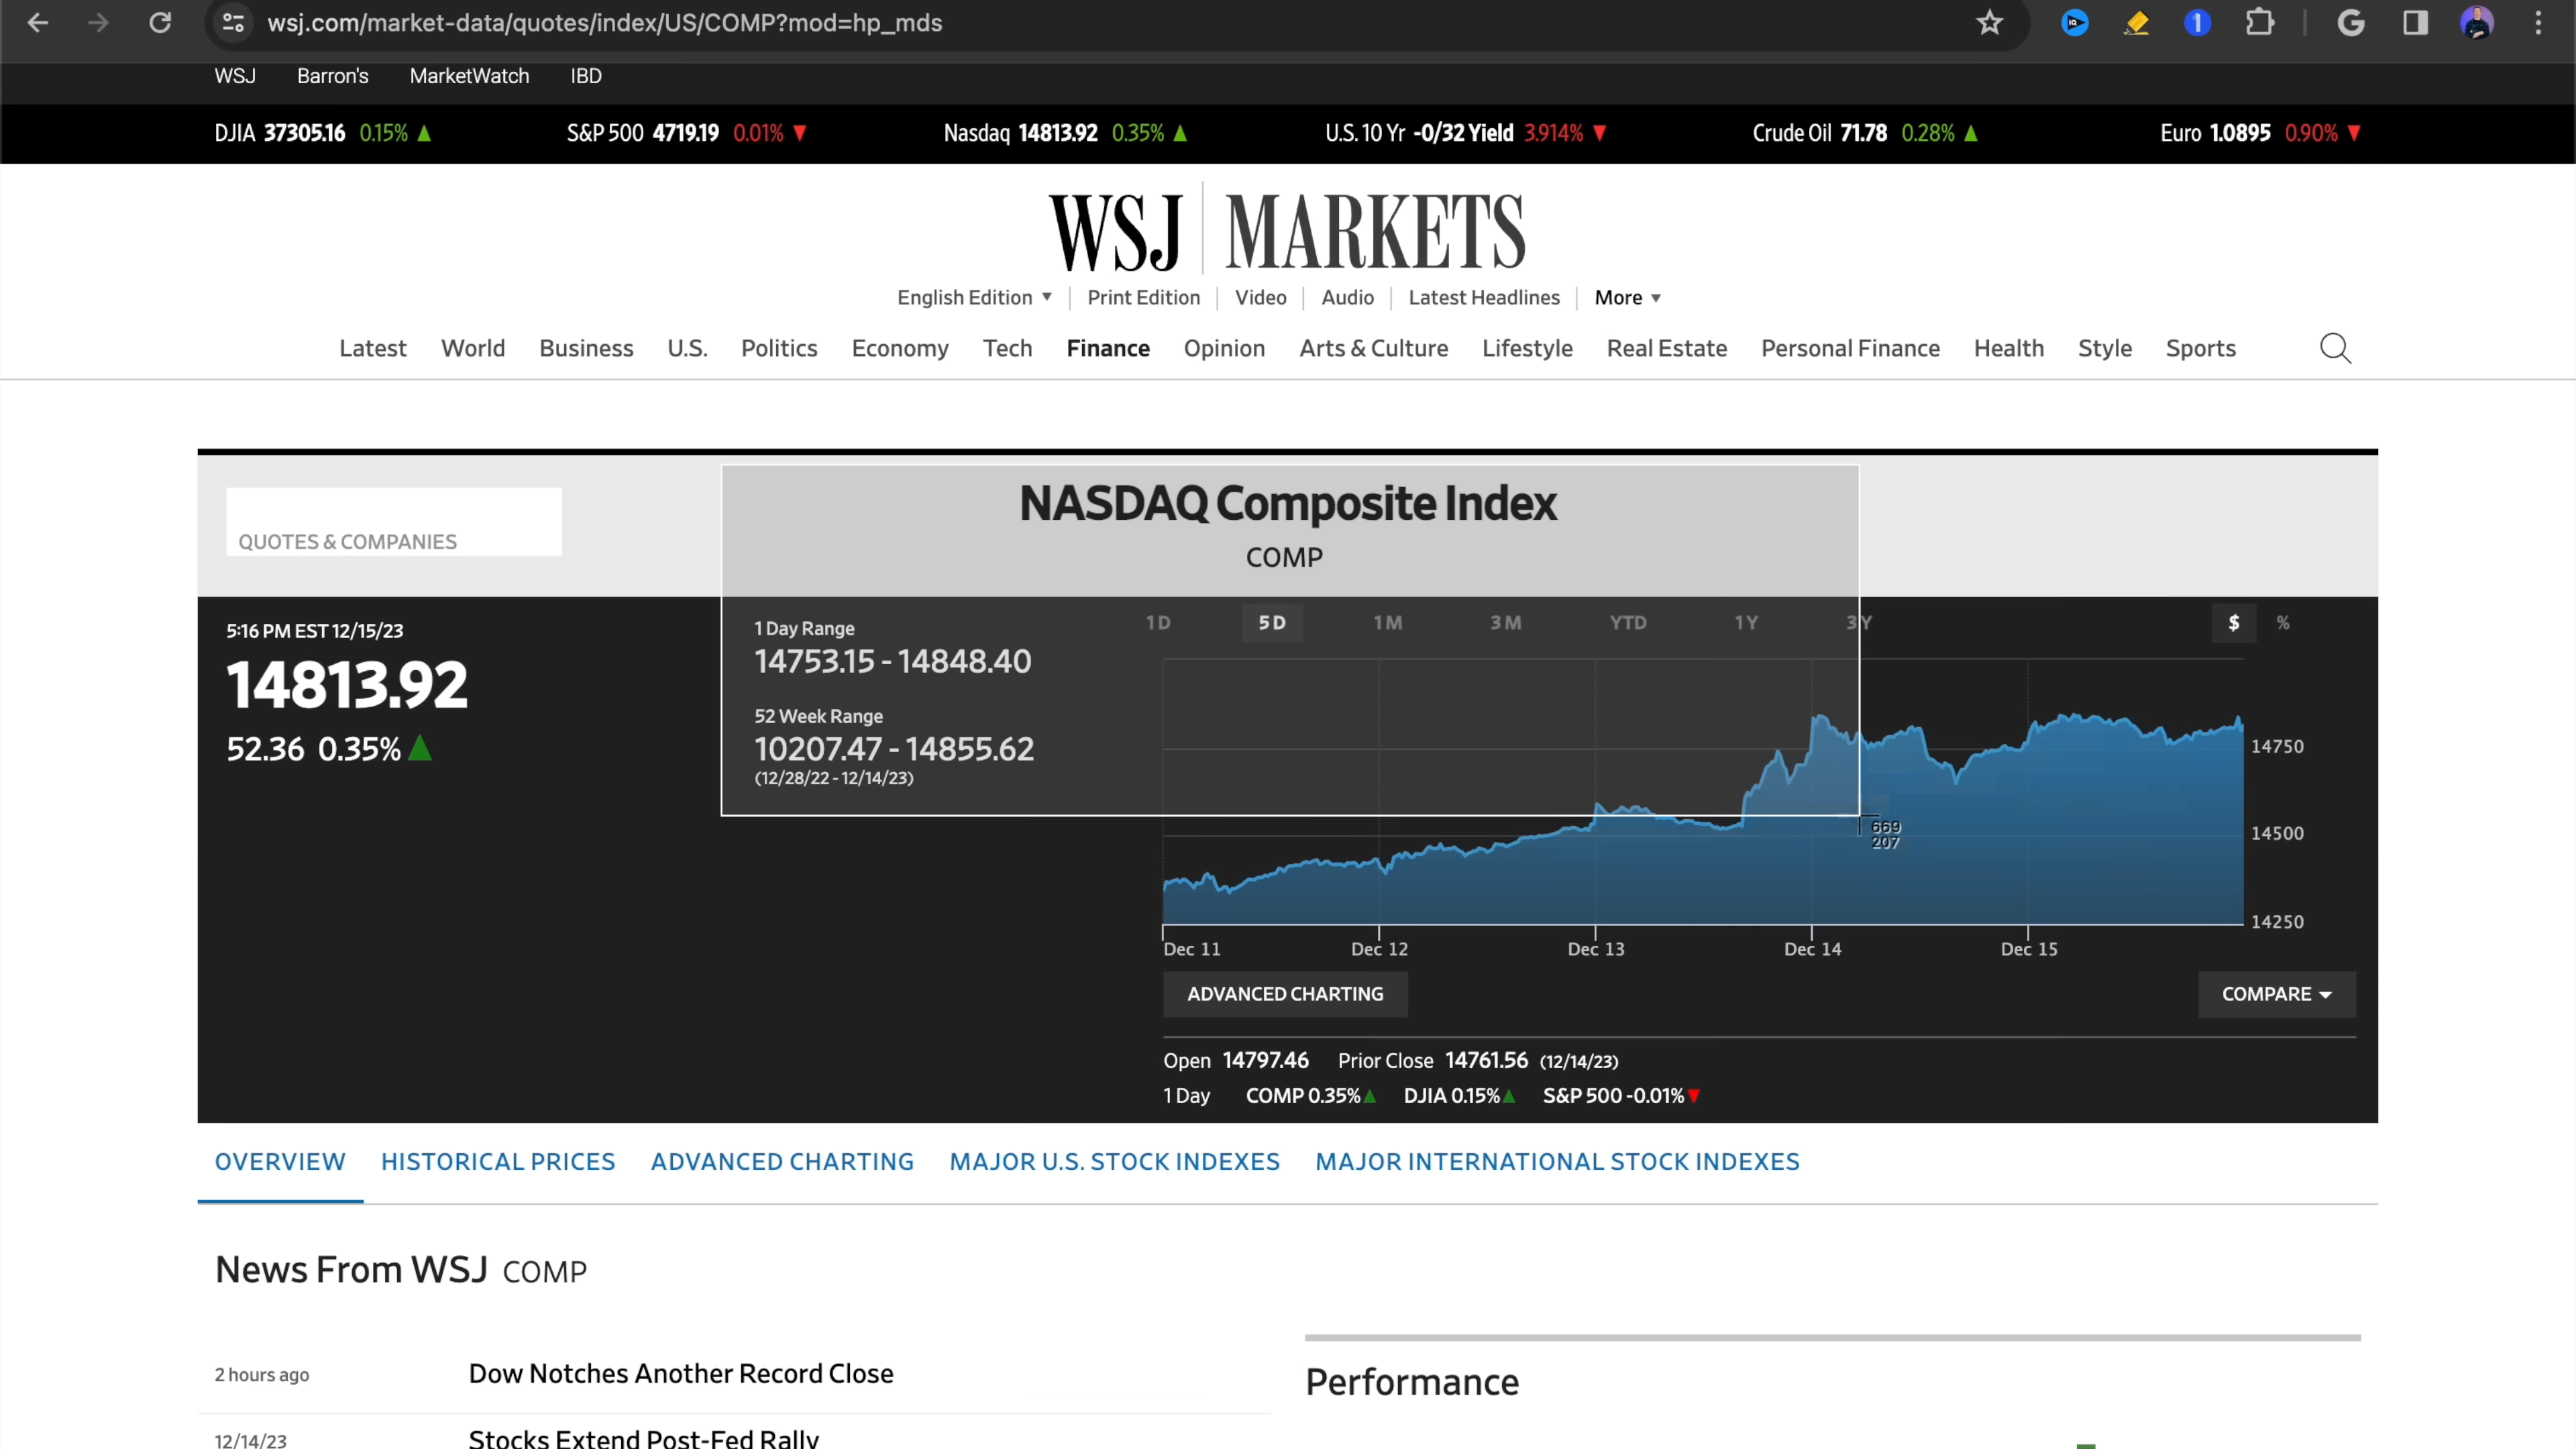 wsj.com/market-data/quotes/index/US/COMP?mod=hp_mds
WSJ Barron's MarketWatch IBD
DJIA 37305.16 0.15% ▲ S&P 500 4719.19 0.01% ▼ Nasdaq 14813.92 0.35% ▲ U.S. 10 Yr -0/32 Yield 3.914% ▼ Crude Oil 71.78 0.28% ▲ Euro 1.0895 0.90% ▼
WSJ MARKETS
English Edition ▼ Print Edition Video Audio Latest Headlines More ▼
Latest World Business U.S. Politics Economy Tech Finance Opinion Arts & Culture Lifestyle Real Estate Personal Finance Health Style Sports
NASDAQ Composite Index
QUOTES & COMPANIES
COMP
5:16 PM EST 12/15/23
14813.92
52.36 0.35% ▲
1 Day Range
14753.15 - 14848.40
52 Week Range
10207.47 - 14855.62
(12/28/22 - 12/14/23)
1D 5D 1M 3M YTD 1Y 3Y $ %
14750
14500
14250
669
207
Dec 11 Dec 12 Dec 13 Dec 14 Dec 15
ADVANCED CHARTING COMPARE
Open 14797.46 Prior Close 14761.56 (12/14/23)
1 Day COMP 0.35% ▲ DJIA 0.15% ▲ S&P 500 -0.01% ▼
OVERVIEW HISTORICAL PRICES ADVANCED CHARTING MAJOR U.S. STOCK INDEXES MAJOR INTERNATIONAL STOCK INDEXES
News From WSJ COMP
2 hours ago Dow Notches Another Record Close
12/14/23 Stocks Extend Post-Fed Rally
Performance